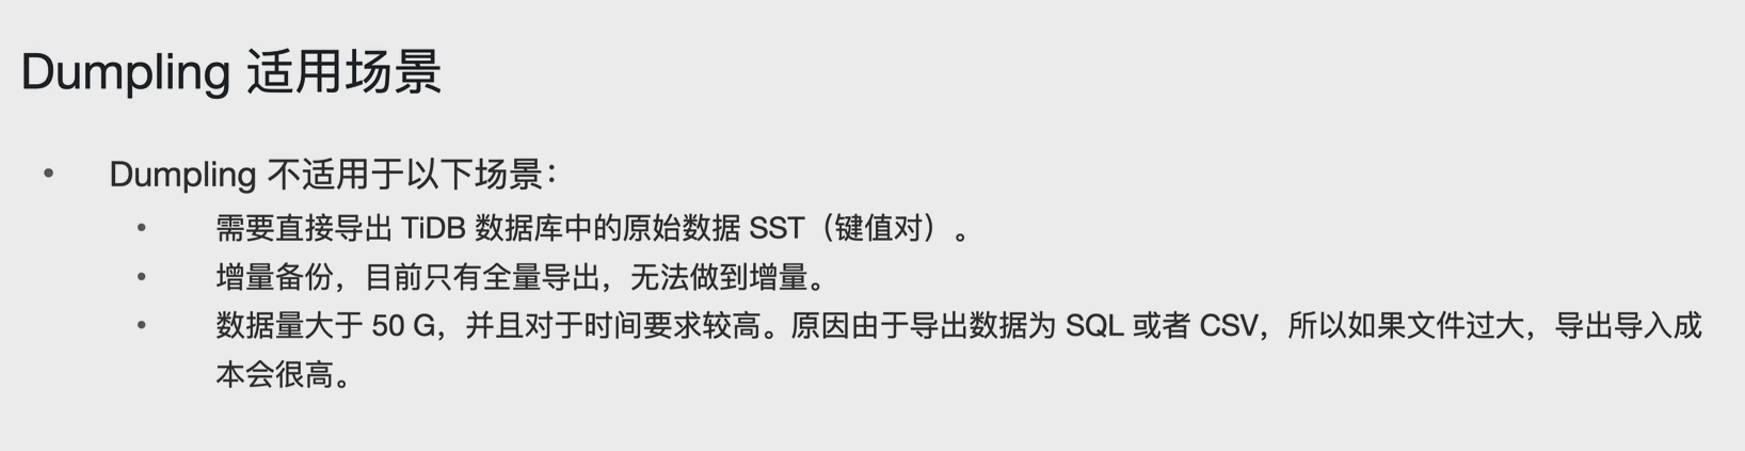 Dumpling 适用场景
• Dumpling 不适用于以下场景：
• 需要直接导出 TiDB 数据库中的原始数据 SST（键值对）。
• 增量备份，目前只有全量导出，无法做到增量。
• 数据量大于 50 G，并且对于时间要求较高。原因由于导出数据为 SQL 或者 CSV，所以如果文件过大，导出导入成
本会很高。